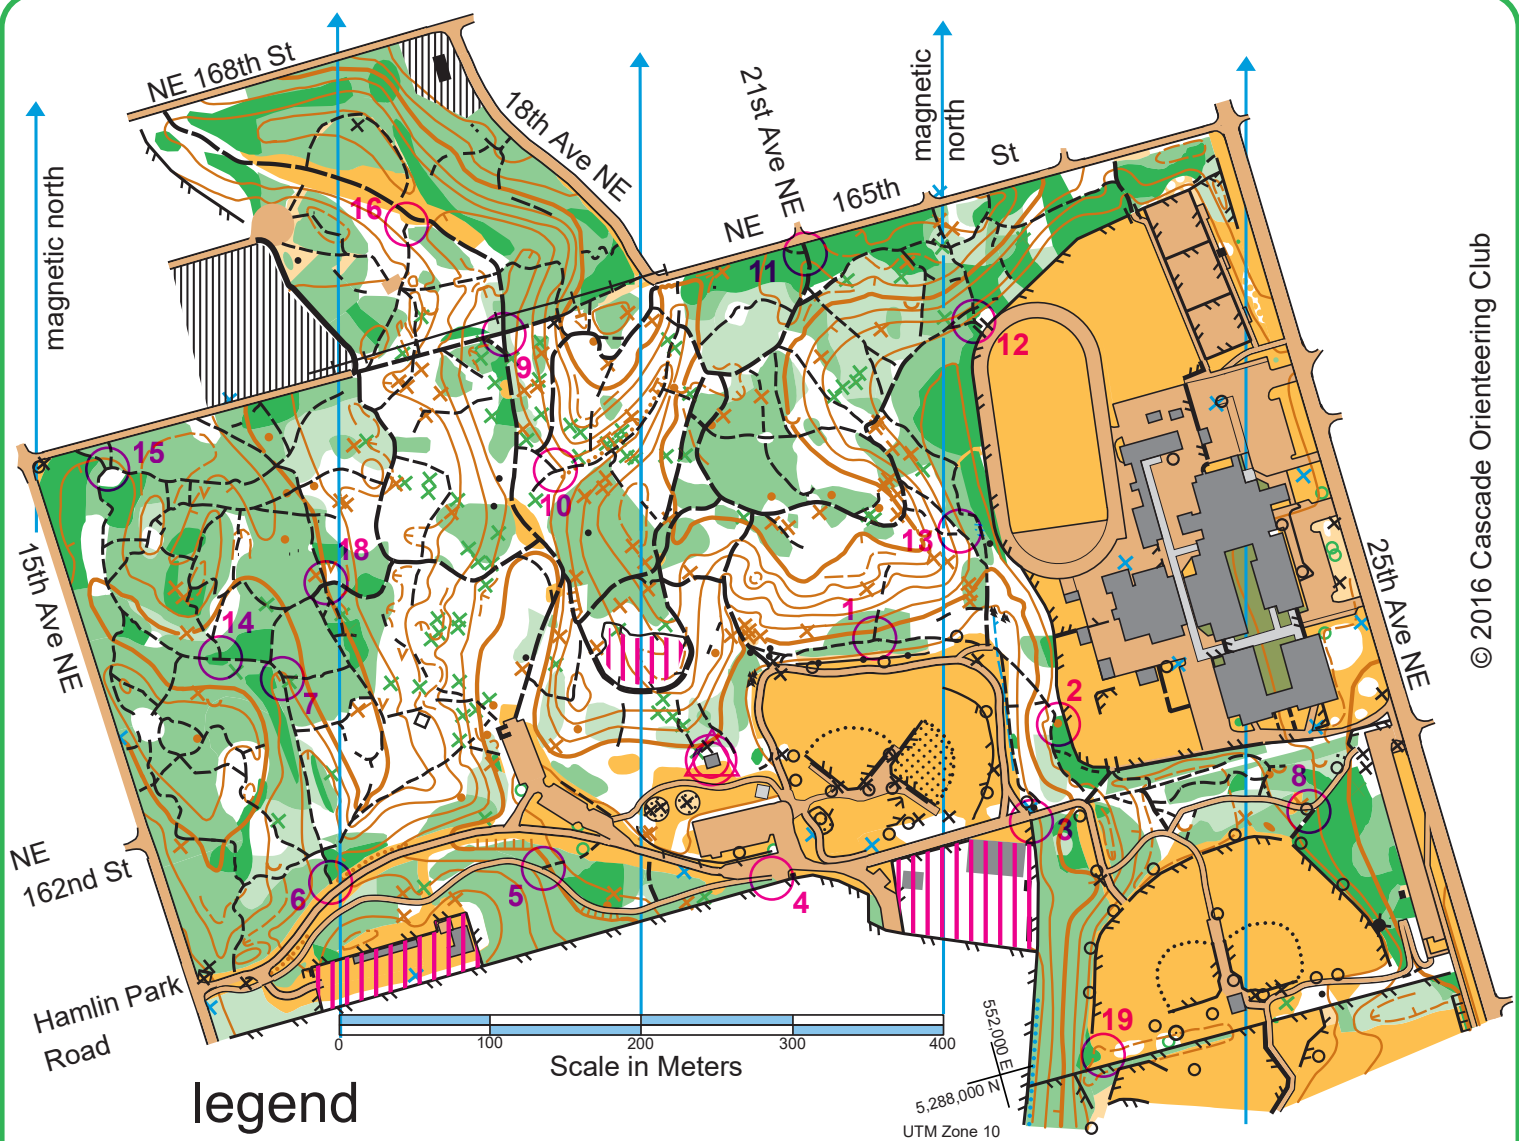 NE 168th St
18th Ave NE
21st Ave NE
magnetic
north
NE 165th St
magnetic north
© 2016 Cascade Orienteering Club
16
11
12
9
15
10
13
18
1
14
7
2
8
3
6
5
4
19
15th Ave NE
25th Ave NE
NE
162nd St
Hamlin Park
Road
0 100 200 300 400
Scale in Meters
552,000 E
5,288,000 N
UTM Zone 10
legend